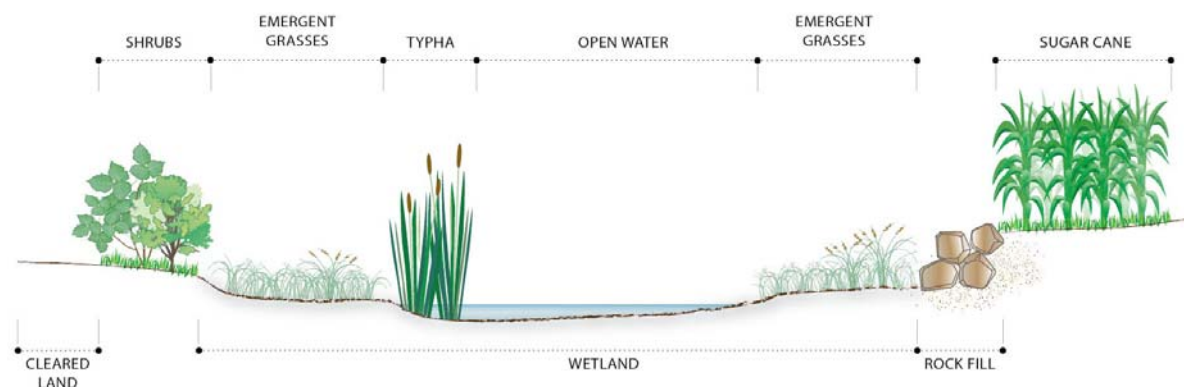 SHRUBS
EMERGENT
GRASSES
TYPHA
OPEN WATER
EMERGENT
GRASSES
SUGAR CANE
CLEARED
LAND
WETLAND
ROCK FILL